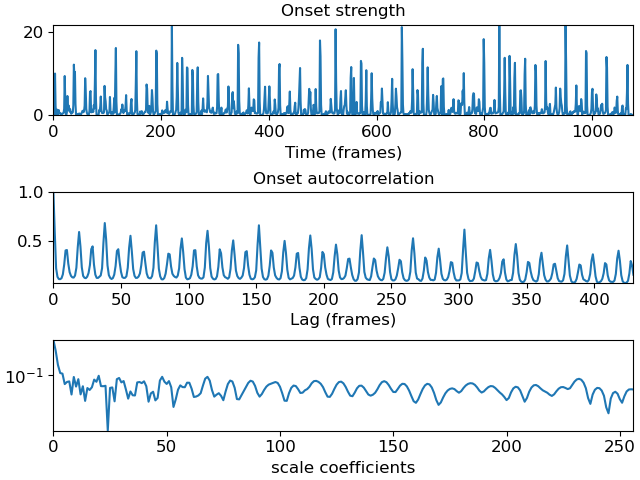 Onset strength
20
0
0 200 400 600 800 1000
Time (frames)
Onset autocorrelation
1.0
0.5
0 50 100 150 200 250 300 350 400
Lag (frames)
10⁻¹
0 50 100 150 200 250
scale coefficients